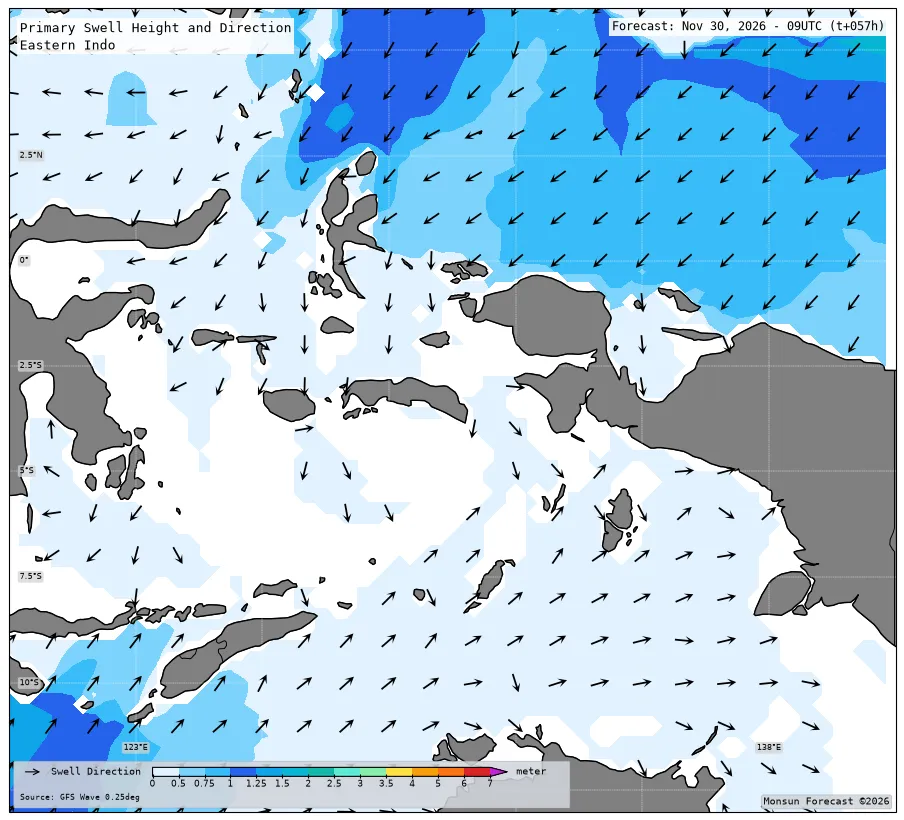 Primary Swell Height and Direction
Eastern Indo
Forecast: Nov 30, 2026 - 09UTC (t+057h)
2.5°N
0°
2.5°S
5°S
7.5°S
10°S
123°E
138°E
Swell Direction
0 0.5 0.75 1 1.25 1.5 2 2.5 3 3.5 4 5 6 7
meter
Source: GFS Wave 0.25deg
Monsun Forecast ©2026